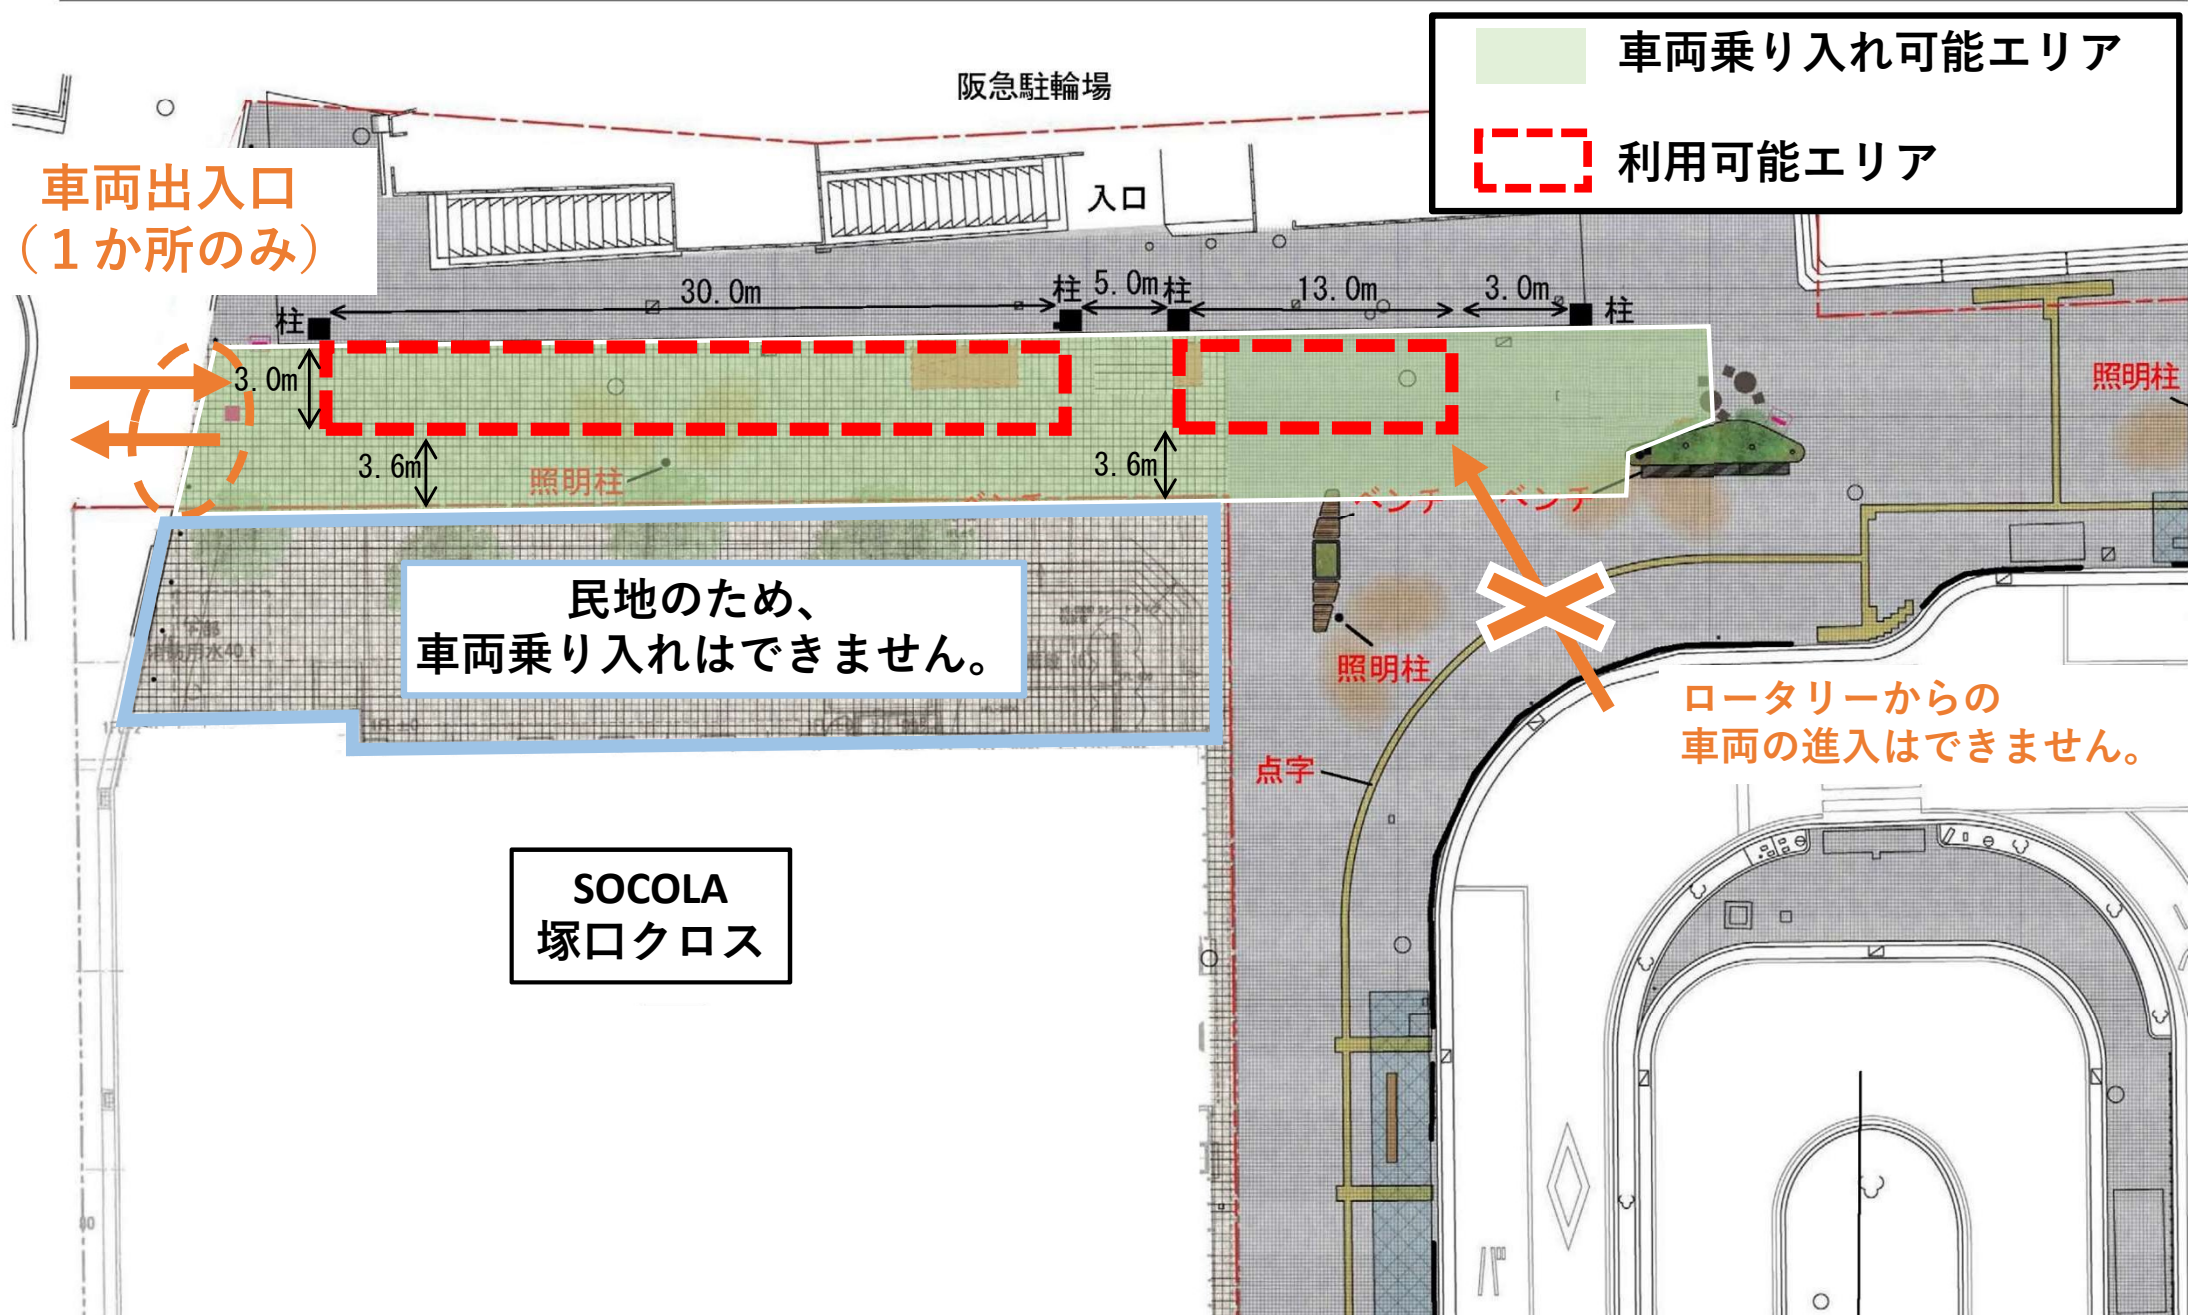 車両乗り入れ可能エリア
利用可能エリア
阪急駐輪場
入口
車両出入口
（１か所のみ）
30.0m
5.0m
13.0m
3.0m
柱
柱
柱
柱
3.0m
3.6m
3.6m
照明柱
ベンチ
ベンチ
ベンチ
照明柱
照明柱
点字
民地のため、
車両乗り入れはできません。
ロータリーからの
車両の進入はできません。
SOCOLA
塚口クロス